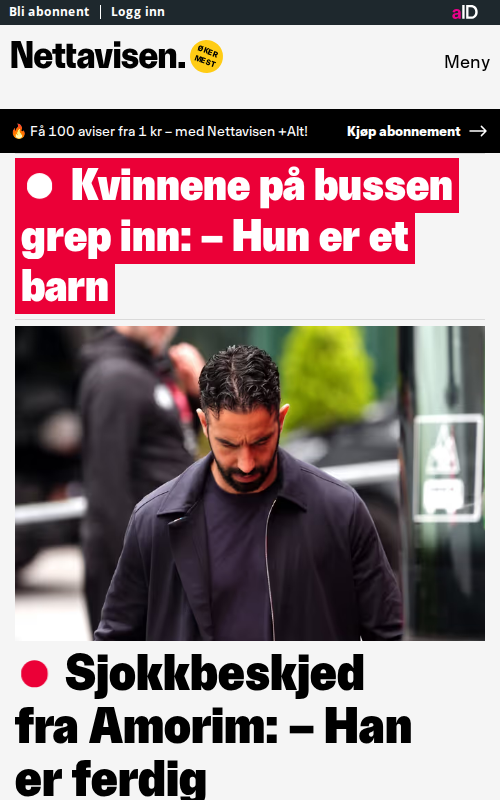 Bli abonnent | Logg inn
aID
Nettavisen.
ØKER
MEST
Meny
🔥 Få 100 aviser fra 1 kr – med Nettavisen +Alt!
Kjøp abonnement →
Kvinnene på bussen
grep inn: – Hun er et
barn
Sjokkbeskjed
fra Amorim: – Han
er ferdig